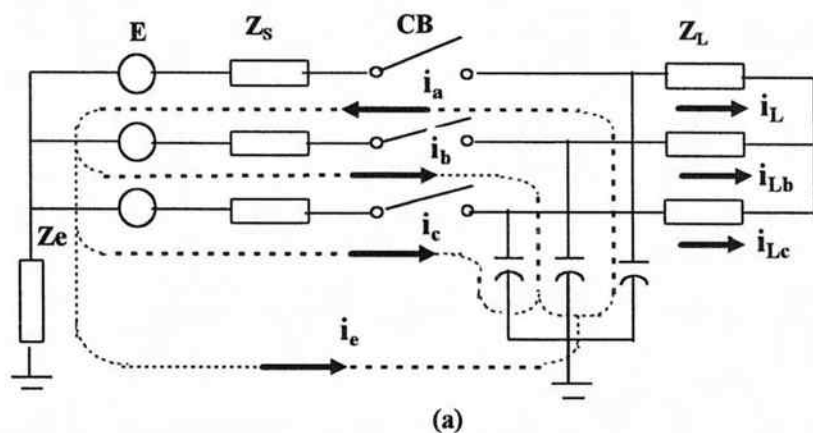 E Z_S CB Z_L
i_a
i_L
i_b
i_Lb
i_c
Ze
i_Lc
i_e
(a)